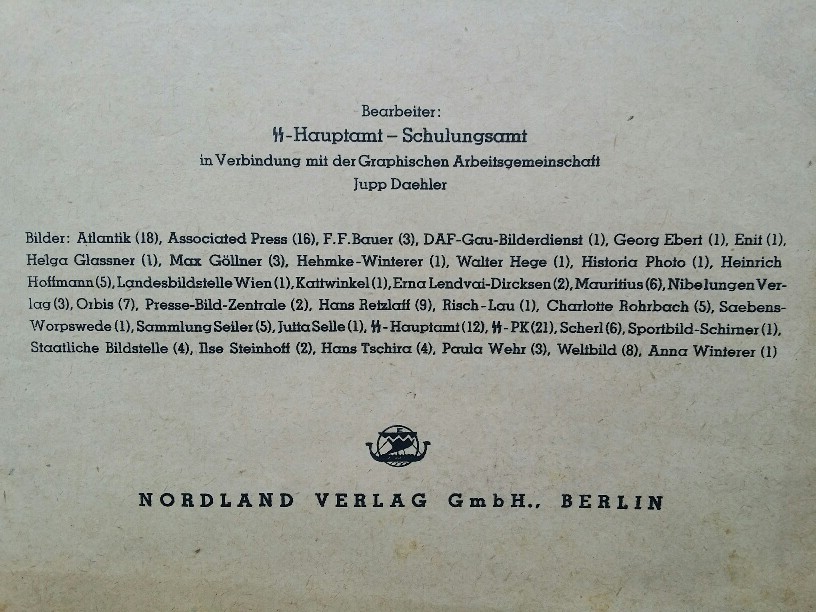 Bearbeiter:
ϟϟ-Hauptamt – Schulungsamt
in Verbindung mit der Graphischen Arbeitsgemeinschaft
Jupp Daehler
Bilder: Atlantik (18), Associated Press (16), F. F. Bauer (3), DAF-Gau-Bilderdienst (1), Georg Ebert (1), Enit (1),
Helga Glassner (1), Max Göllner (3), Hehmke-Winterer (1), Walter Hege (1), Historia Photo (1), Heinrich
Hoffmann (5), Landesbildstelle Wien (1), Kattwinkel (1), Erna Lendvai-Dircksen (2), Mauritius (6), Nibelungen Ver-
lag (3), Orbis (7), Presse-Bild-Zentrale (2), Hans Retzlaff (9), Risch-Lau (1), Charlotte Rohrbach (5), Saebens-
Worpswede (1), Sammlung Seiler (5), Jutta Selle (1), ϟϟ-Hauptamt (12), ϟϟ-PK (21), Scherl (6), Sportbild-Schirner (1),
Staatliche Bildstelle (4), Ilse Steinhoff (2), Hans Tschira (4), Paula Wehr (3), Weltbild (8), Anna Winterer (1)
NORDLAND VERLAG GmbH., BERLIN